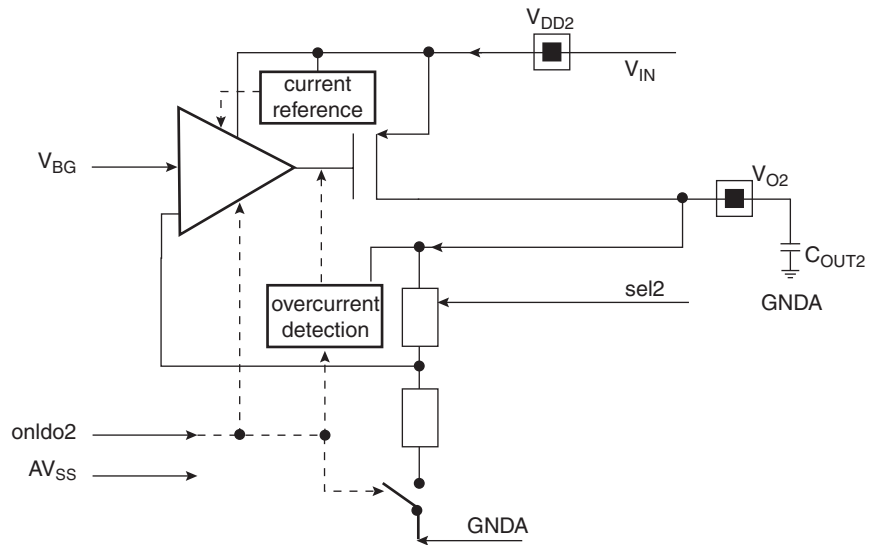 V_DD2
V_IN
current
reference
V_BG
V_O2
C_OUT2
GNDA
sel2
overcurrent
detection
onldo2
AV_SS
GNDA